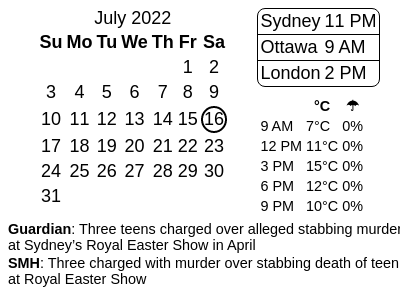 July 2022
Su Mo Tu We Th Fr Sa
1 2
3 4 5 6 7 8 9
10 11 12 13 14 15 16
17 18 19 20 21 22 23
24 25 26 27 28 29 30
31
Sydney 11 PM
Ottawa 9 AM
London 2 PM
°C ☂
9 AM 7°C 0%
12 PM 11°C 0%
3 PM 15°C 0%
6 PM 12°C 0%
9 PM 10°C 0%
Guardian: Three teens charged over alleged stabbing murder
at Sydney’s Royal Easter Show in April
SMH: Three charged with murder over stabbing death of teen
at Royal Easter Show